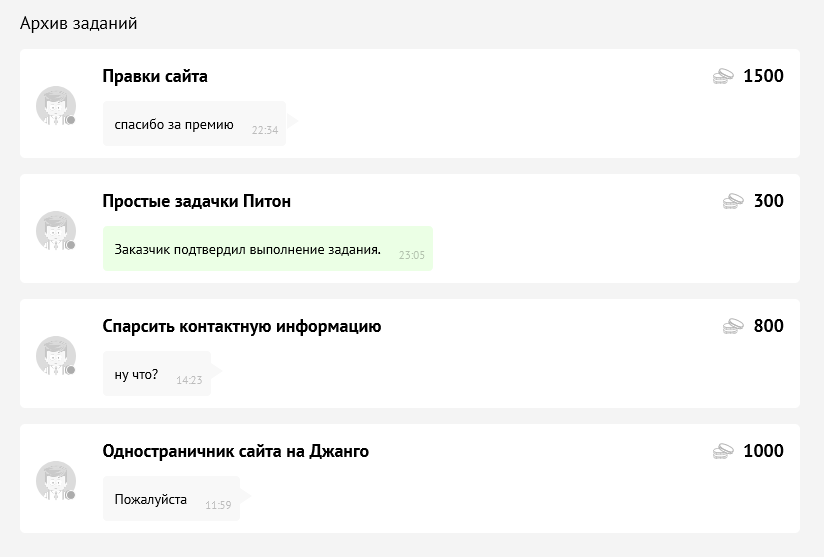 Архив заданий
Правки сайта
1500
спасибо за премию 22:34
Простые задачки Питон
300
Заказчик подтвердил выполнение задания. 23:05
Спарсить контактную информацию
800
ну что? 14:23
Одностраничник сайта на Джанго
1000
Пожалуйста 11:59